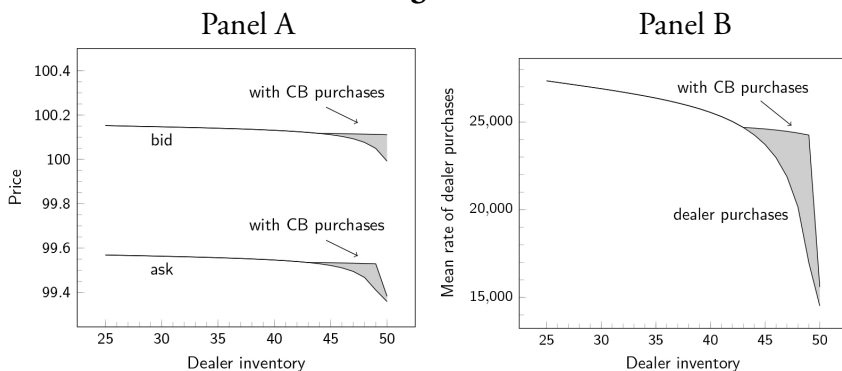 Panel A
Panel B
100.4
100.2
100
99.8
99.6
99.4
Price
with CB purchases
bid
with CB purchases
ask
25
30
35
40
45
50
Dealer inventory
25,000
20,000
15,000
Mean rate of dealer purchases
with CB purchases
dealer purchases
25
30
35
40
45
50
Dealer inventory